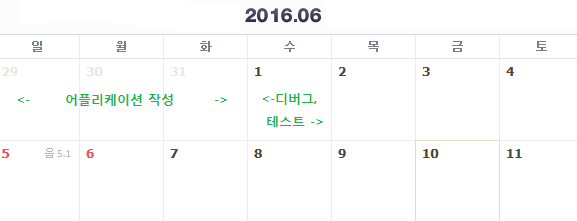 2016.06
일 월 화 수 목 금 토
29 30 31 1 2 3 4
<- 어플리케이션 작성 -> <-디버그,
테스트 ->
5 음 5.1 6 7 8 9 10 11